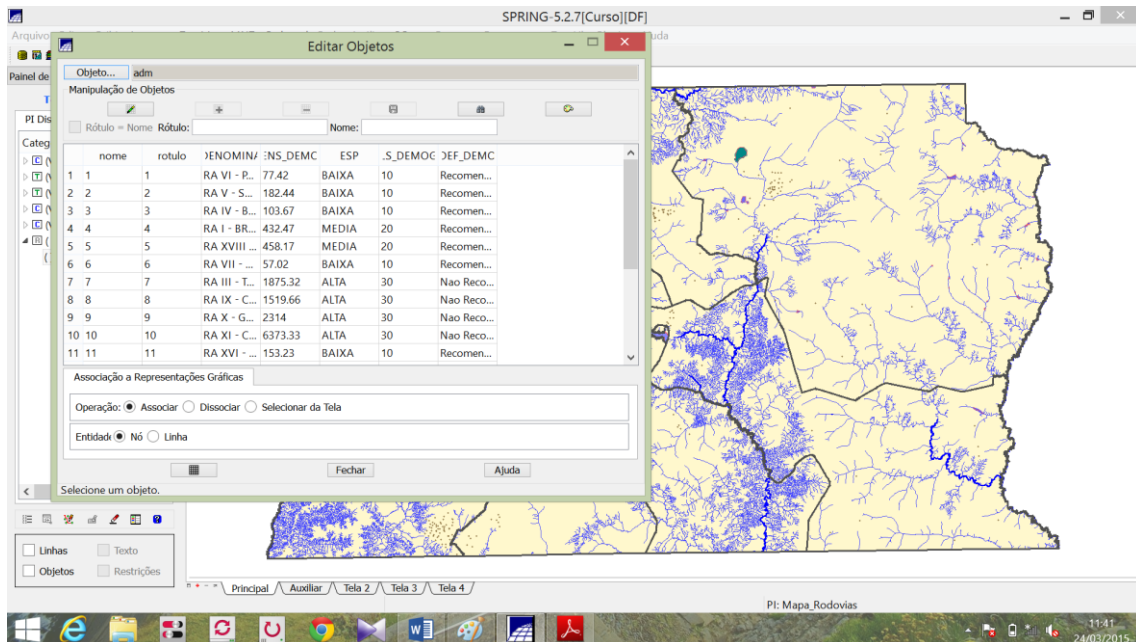 SPRING-5.2.7[Curso][DF]
Arquivo
uda
Editar Objetos
Painel de
Objeto... adm
Manipulação de Objetos
Rótulo = Nome Rótulo: Nome:
PI Dis
Categ
nome rotulo DENOMINA ENS_DEMC ESP .S_DEMOG DEF_DEMC
1 1 1 RA VI - P... 77.42 BAIXA 10 Recomen...
2 2 2 RA V - S... 182.44 BAIXA 10 Recomen...
3 3 3 RA IV - B... 103.67 BAIXA 10 Recomen...
4 4 4 RA I - BR... 432.47 MEDIA 20 Recomen...
5 5 5 RA XVIII ... 458.17 MEDIA 20 Recomen...
6 6 6 RA VII - ... 57.02 BAIXA 10 Recomen...
7 7 7 RA III - T... 1875.32 ALTA 30 Nao Reco...
8 8 8 RA IX - C... 1519.66 ALTA 30 Nao Reco...
9 9 9 RA X - G... 2314 ALTA 30 Nao Reco...
10 10 10 RA XI - C... 6373.33 ALTA 30 Nao Reco...
11 11 11 RA XVI - ... 153.23 BAIXA 10 Recomen...
Associação a Representações Gráficas
Operação: Associar Dissociar Selecionar da Tela
Entidad Nó Linha
Fechar Ajuda
Selecione um objeto.
Linhas Texto
Objetos Restrições
Principal Auxiliar Tela 2 Tela 3 Tela 4
PI: Mapa_Rodovias
11:41
24/03/2015